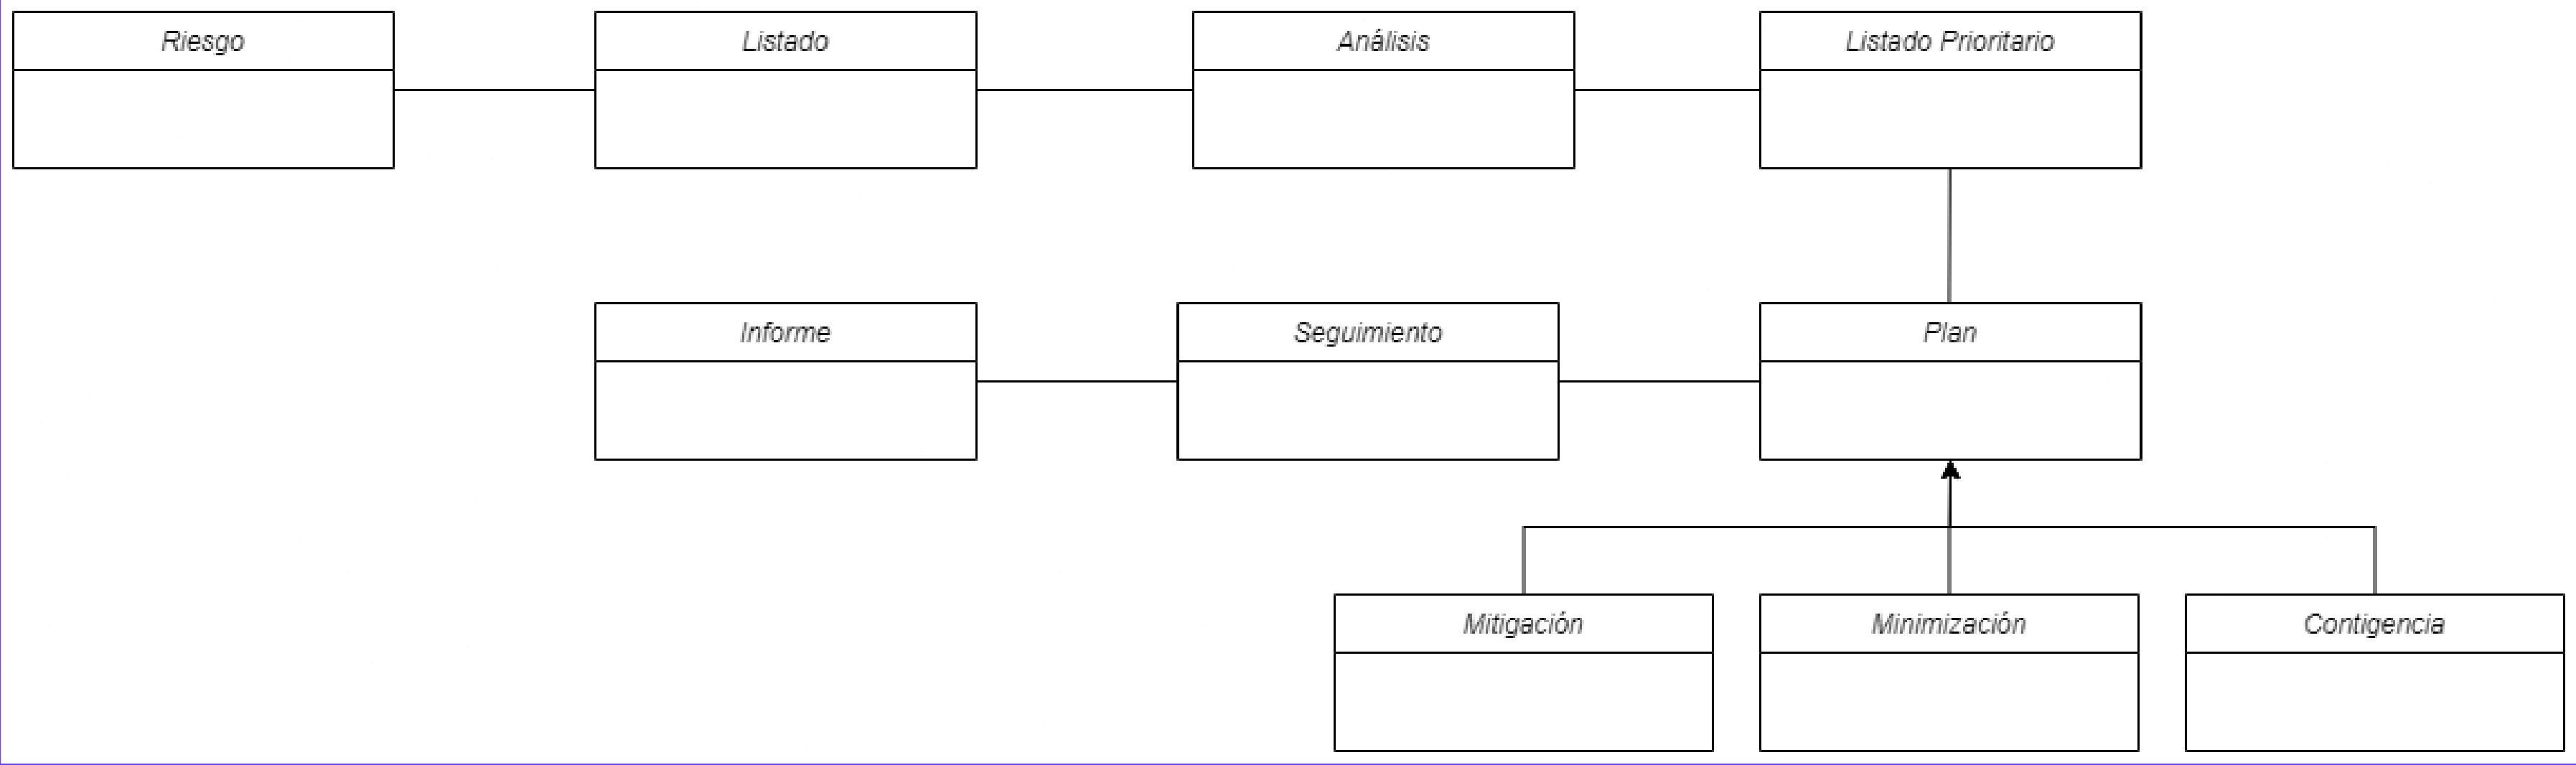 Riesgo
Listado
Análisis
Listado Prioritario
Informe
Seguimiento
Plan
Mitigación
Minimización
Contigencia